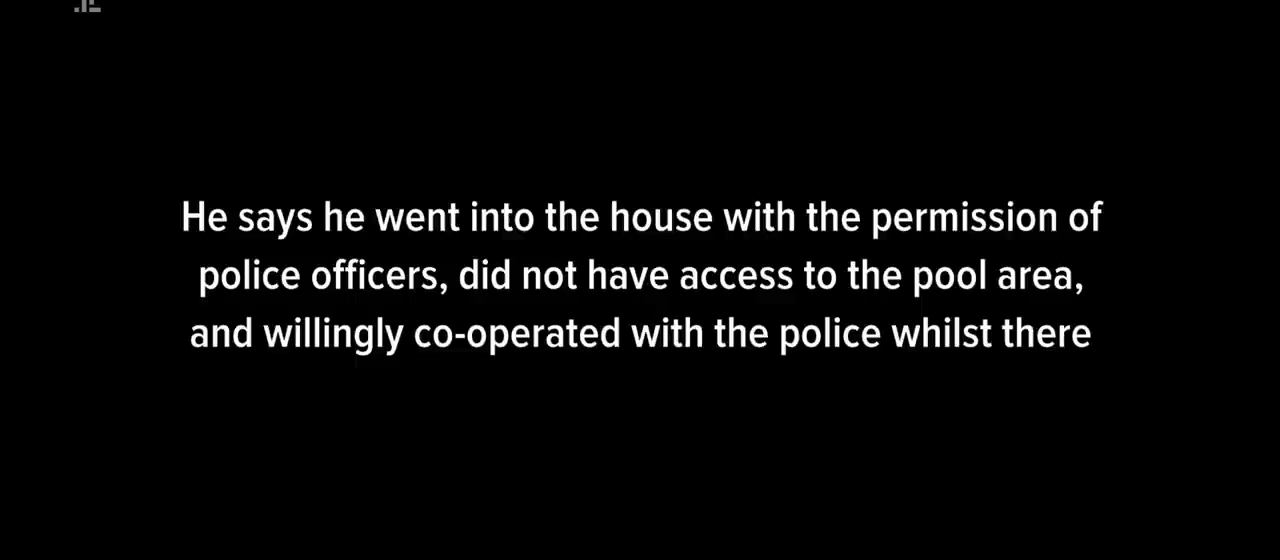 He says he went into the house with the permission of
police officers, did not have access to the pool area,
and willingly co-operated with the police whilst there